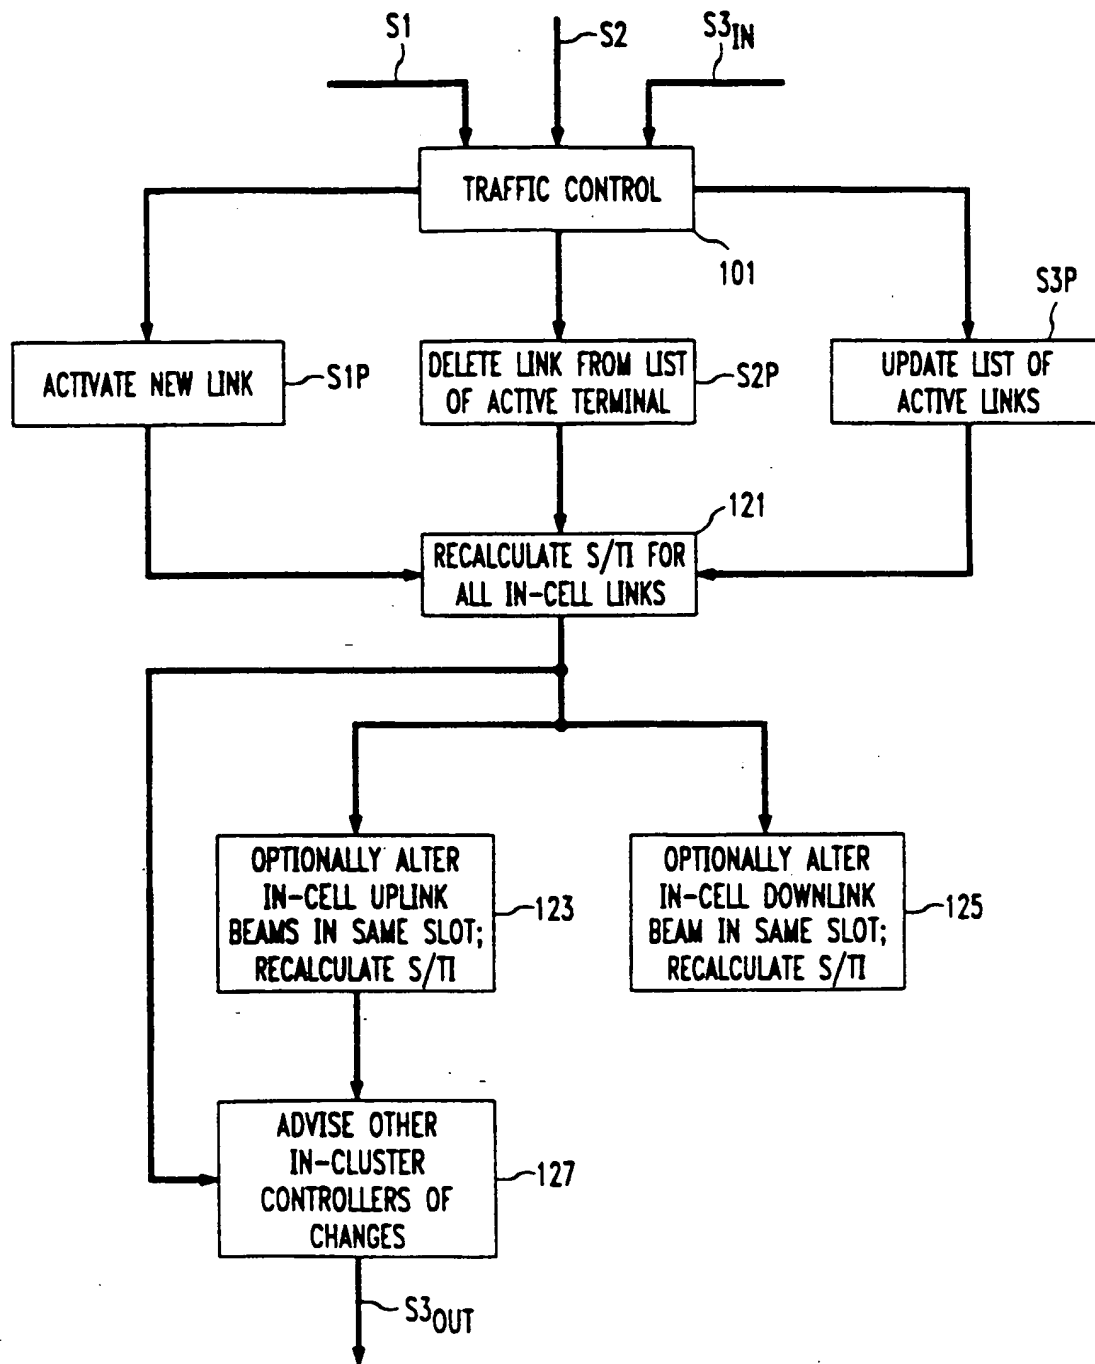 S1
S2
S3IN
TRAFFIC CONTROL
101
S3P
ACTIVATE NEW LINK
S1P
DELETE LINK FROM LIST
OF ACTIVE TERMINAL
S2P
UPDATE LIST OF
ACTIVE LINKS
121
RECALCULATE S/TI FOR
ALL IN-CELL LINKS
OPTIONALLY ALTER
IN-CELL UPLINK
BEAMS IN SAME SLOT;
RECALCULATE S/TI
123
OPTIONALLY ALTER
IN-CELL DOWNLINK
BEAM IN SAME SLOT;
RECALCULATE S/TI
125
ADVISE OTHER
IN-CLUSTER
CONTROLLERS OF
CHANGES
127
S3OUT